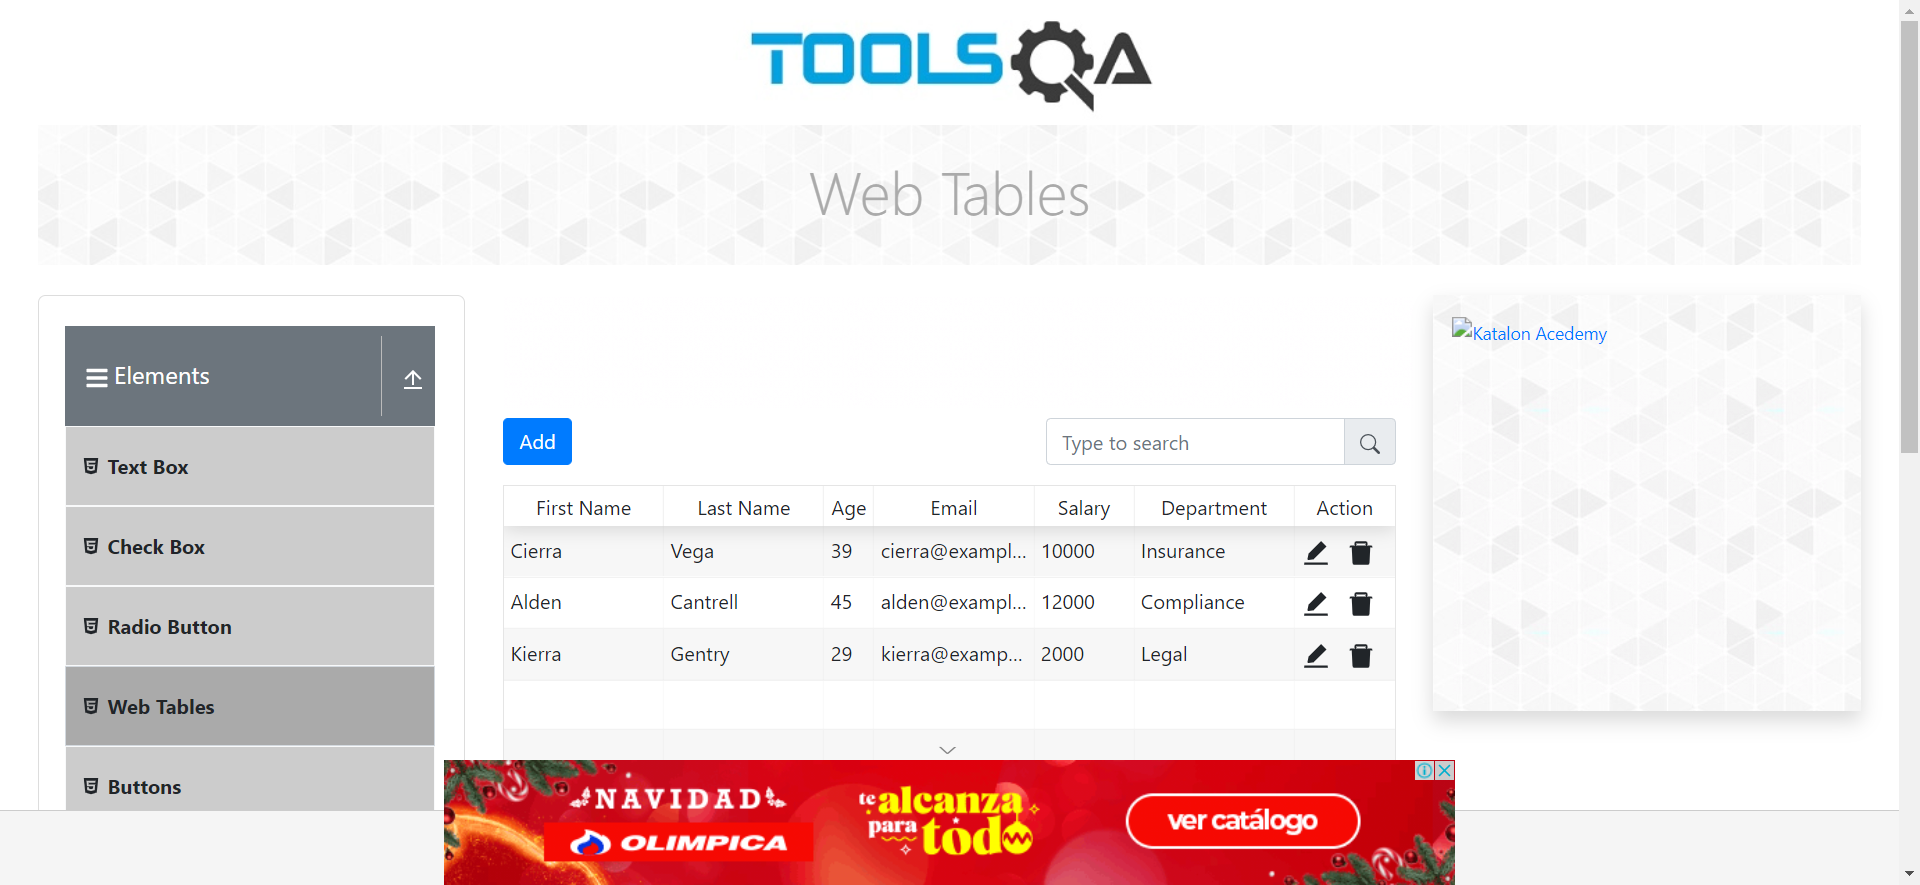 TOOLSQA
Web Tables
Elements
Text Box
Check Box
Radio Button
Web Tables
Buttons
Add
Type to search
First Name Last Name Age Email Salary Department Action
Cierra Vega 39 cierra@exampl... 10000 Insurance
Alden Cantrell 45 alden@exampl... 12000 Compliance
Kierra Gentry 29 kierra@examp... 2000 Legal
Katalon Acedemy
NAVIDAD
OLIMPICA
te alcanza
para todo
ver catálogo